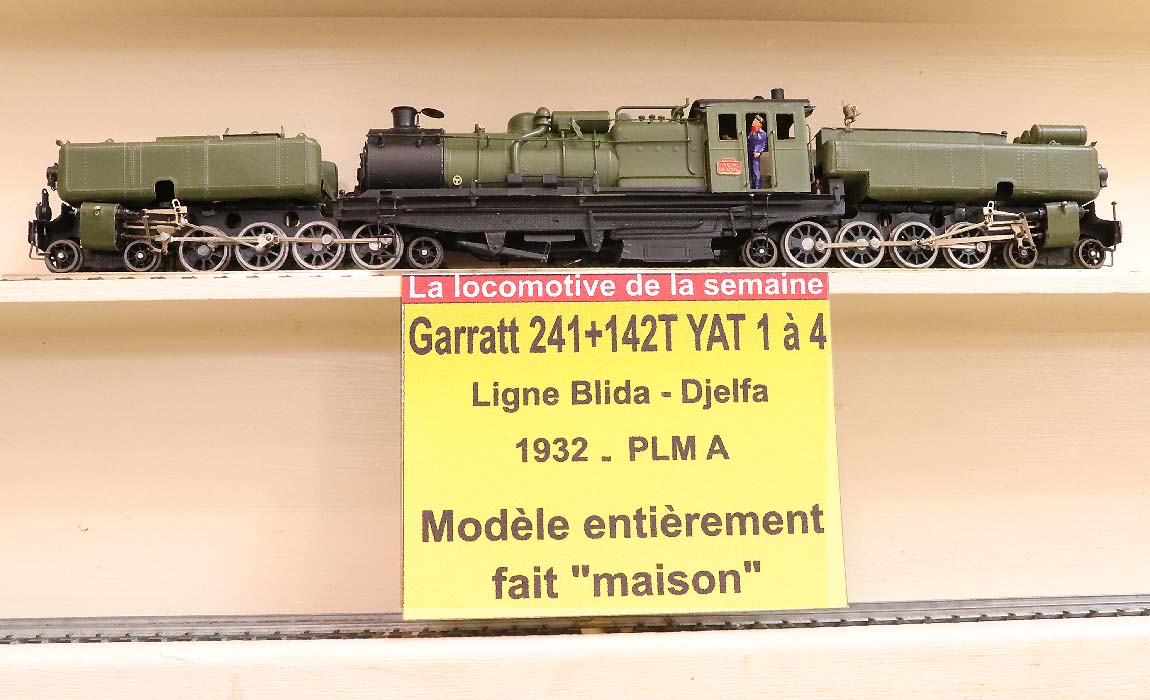 La locomotive de la semaine
Garratt 241+142T YAT 1 à 4
Ligne Blida - Djelfa
1932 - PLM A
Modèle entièrement
fait "maison"